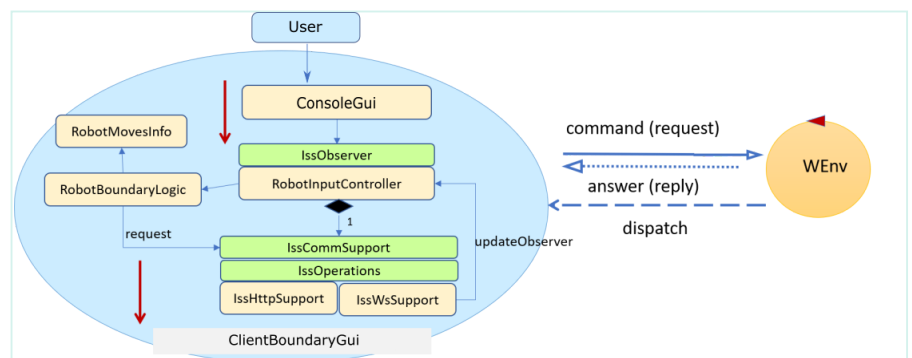 User
ConsoleGui
RobotMovesInfo
IssObserver
RobotBoundaryLogic
RobotInputController
1
request
updateObserver
IssCommSupport
IssOperations
IssHttpSupport
IssWsSupport
ClientBoundaryGui
command (request)
WEnv
answer (reply)
dispatch